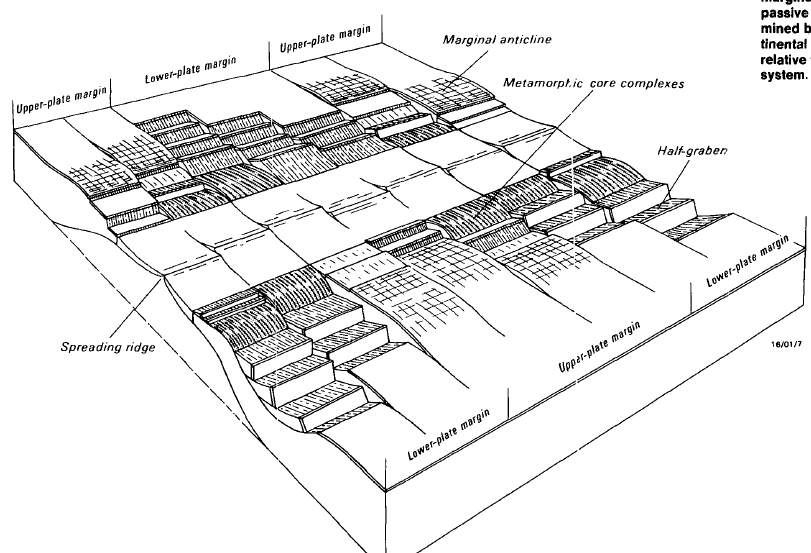 margins
passive
mined b
tinental
relative
system.
Upper-plate margin
Lower-plate margin
Upper-plate margin
Marginal anticline
Metamorphic core complexes
Half-graben
Spreading ridge
Lower-plate margin
Upper-plate margin
Lower-plate margin
16/01/7